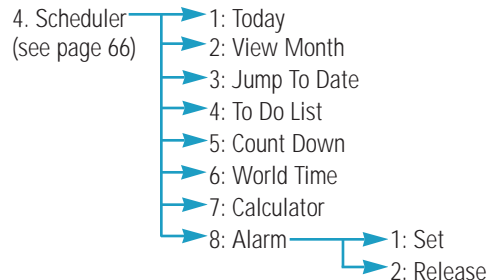 4. Scheduler
(see page 66)
1: Today
2: View Month
3: Jump To Date
4: To Do List
5: Count Down
6: World Time
7: Calculator
8: Alarm
1: Set
2: Release